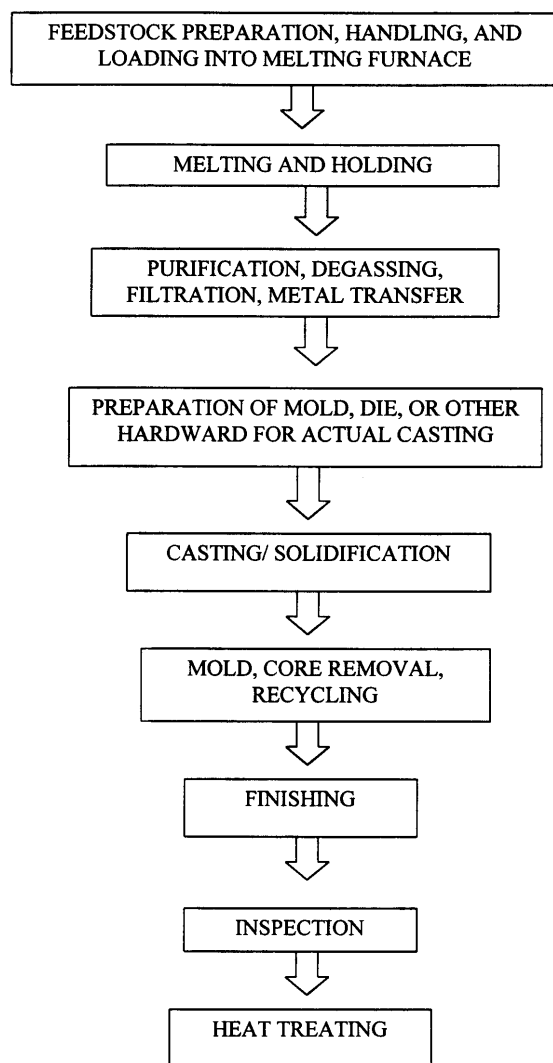 FEEDSTOCK PREPARATION, HANDLING, AND
LOADING INTO MELTING FURNACE
MELTING AND HOLDING
PURIFICATION, DEGASSING,
FILTRATION, METAL TRANSFER
PREPARATION OF MOLD, DIE, OR OTHER
HARDWARD FOR ACTUAL CASTING
CASTING/ SOLIDIFICATION
MOLD, CORE REMOVAL,
RECYCLING
FINISHING
INSPECTION
HEAT TREATING